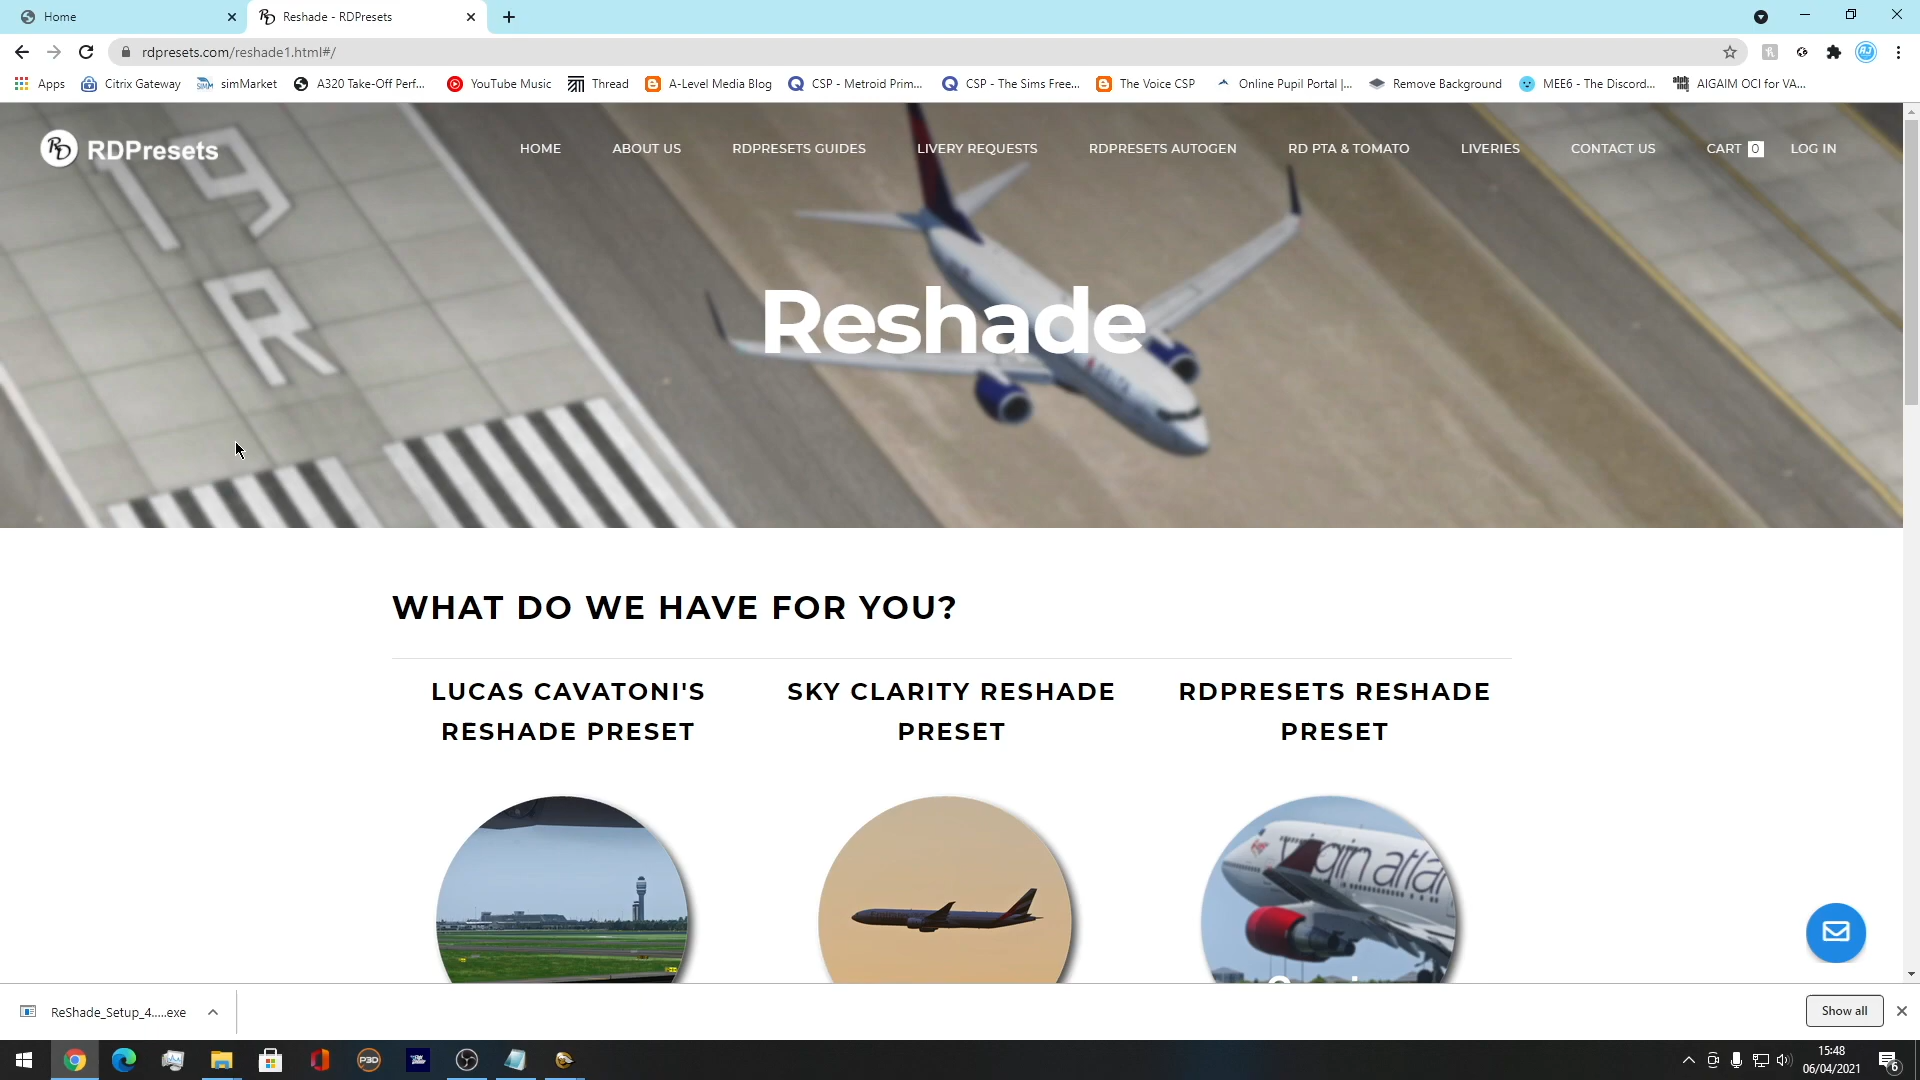 Home
Reshade - RDPresets
rdpresets.com/reshade1.html#/
Apps
Citrix Gateway
simMarket
A320 Take-Off Perf...
YouTube Music
Thread
A-Level Media Blog
CSP - Metroid Prim...
CSP - The Sims Free...
The Voice CSP
Online Pupil Portal |...
Remove Background
MEE6 - The Discord...
AIGAIM OCI for VA...
RD RDPresets
HOME
ABOUT US
RDPRESETS GUIDES
LIVERY REQUESTS
RDPRESETS AUTOGEN
RD PTA & TOMATO
LIVERIES
CONTACT US
CART 0
LOG IN
R
Reshade
DELTA
WHAT DO WE HAVE FOR YOU?
LUCAS CAVATONI'S
RESHADE PRESET
SKY CLARITY RESHADE
PRESET
RDPRESETS RESHADE
PRESET
ReShade_Setup_4.....exe
Show all
P3D
15:48
06/04/2021
6